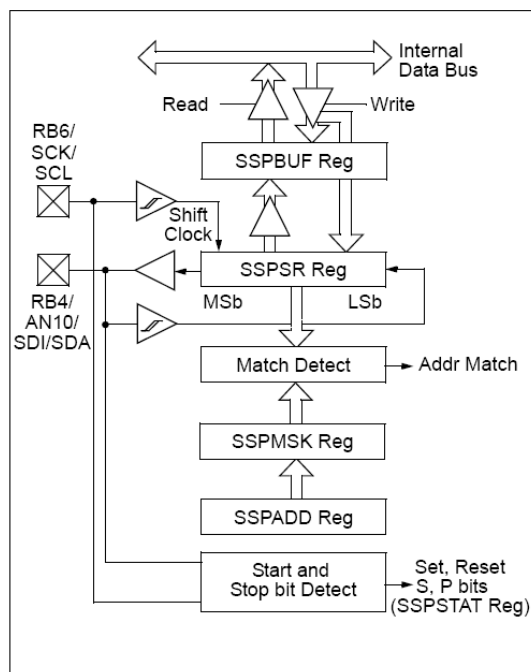 Internal
Data Bus
Read
Write
RB6/
SCK/
SCL
SSPBUF Reg
Shift
Clock
SSPSR Reg
MSb
LSb
RB4/
AN10/
SDI/SDA
Match Detect
Addr Match
SSPMSK Reg
SSPADD Reg
Start and
Stop bit Detect
Set, Reset
S, P bits
(SSPSTAT Reg)